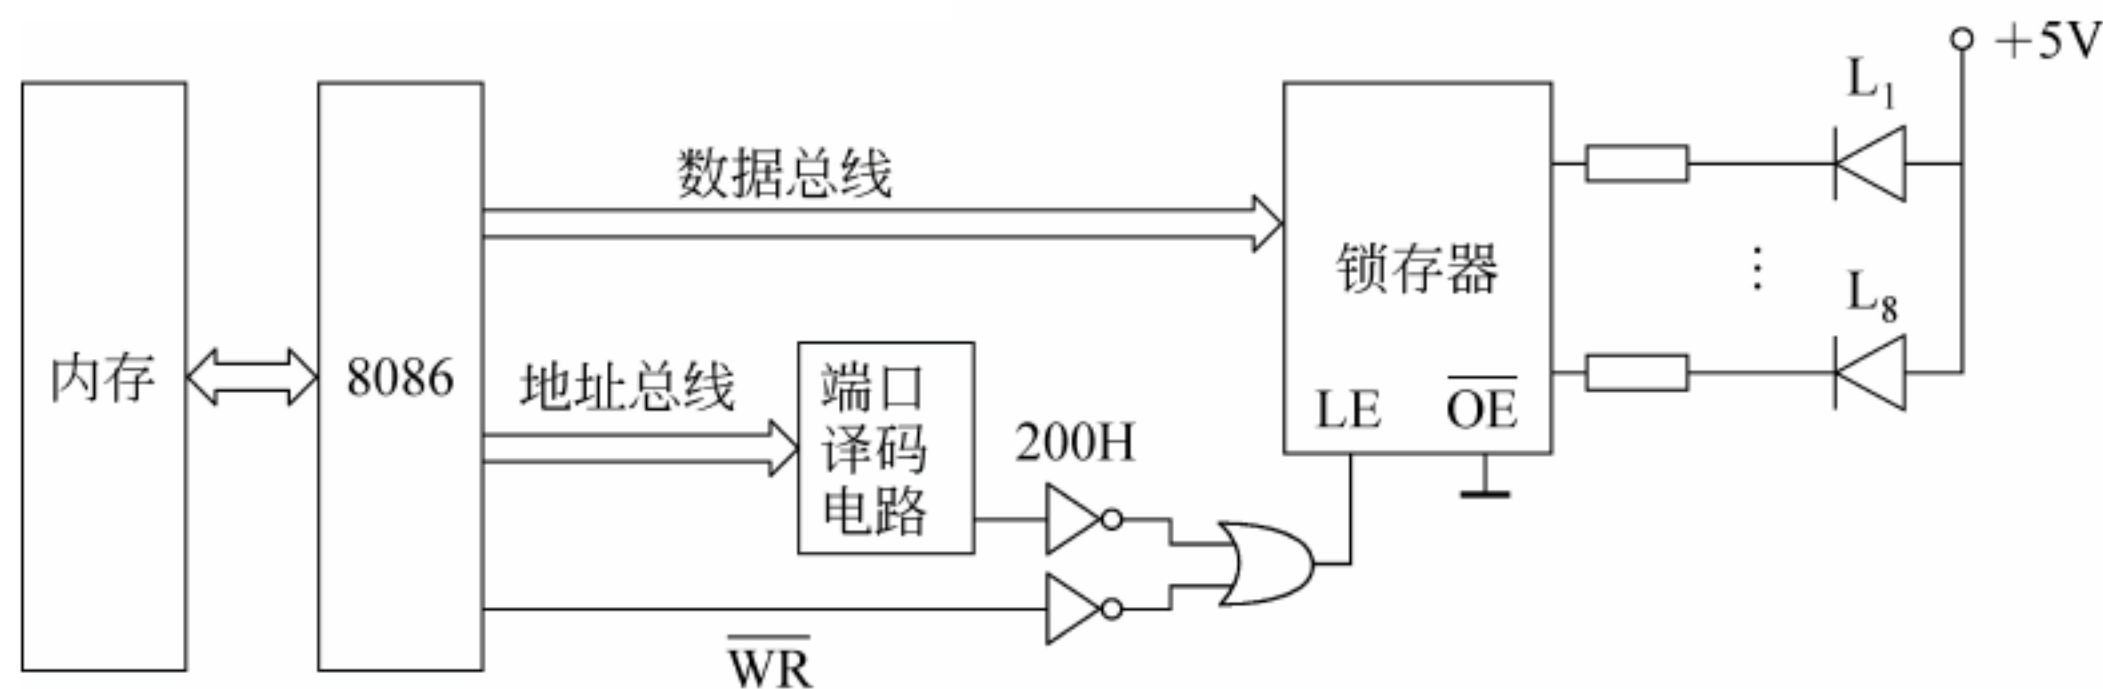 +5V
L1
数据总线
锁存器
L8
内存
8086
地址总线
端口
译码
电路
200H
LE
OE
WR